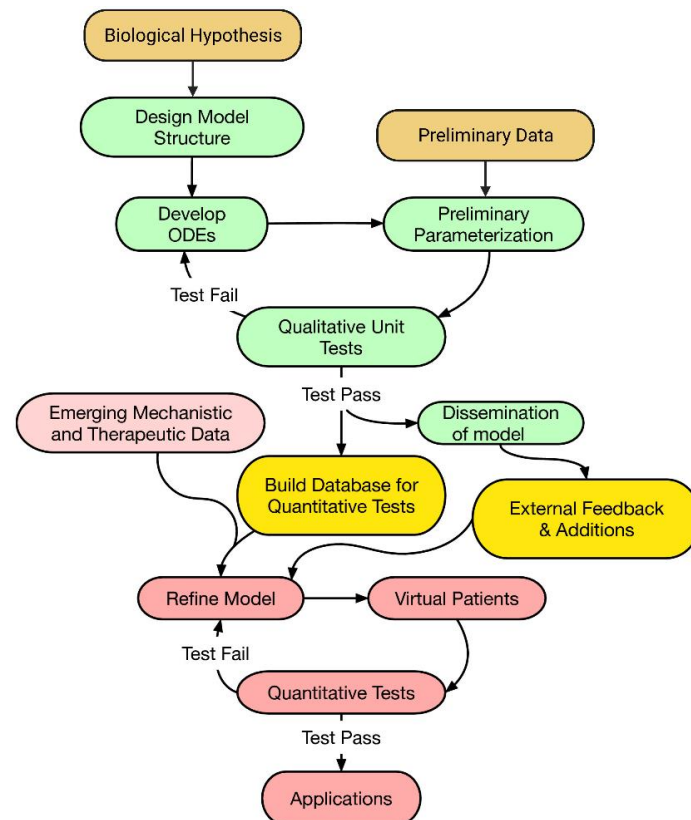 Biological Hypothesis
Design Model
Structure
Preliminary Data
Develop
ODEs
Preliminary
Parameterization
Test Fail
Qualitative Unit
Tests
Test Pass
Emerging Mechanistic
and Therapeutic Data
Dissemination
of model
Build Database for
Quantitative Tests
External Feedback
& Additions
Refine Model
Virtual Patients
Test Fail
Quantitative Tests
Test Pass
Applications